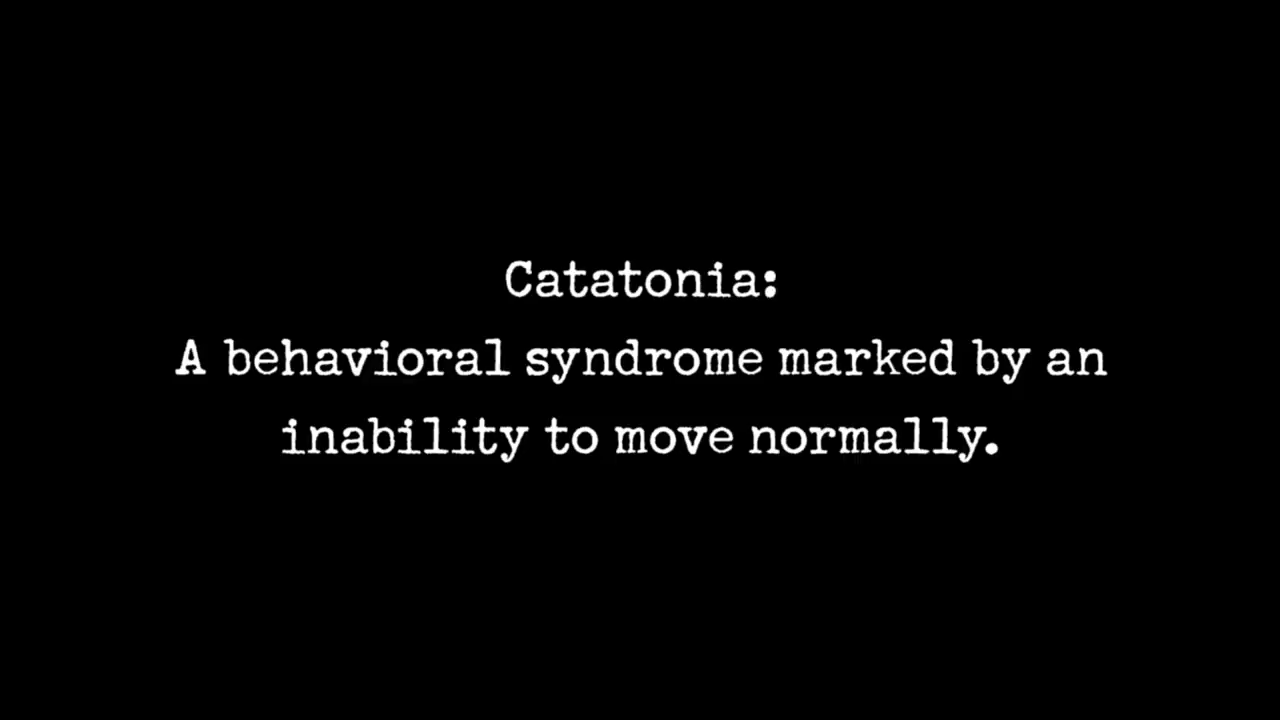 Catatonia:
A behavioral syndrome marked by an
inability to move normally.